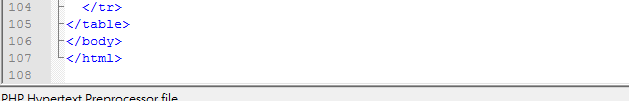 104 </tr>
105 </table>
106 </body>
107 </html>
108
PHP Hypertext Preprocessor file